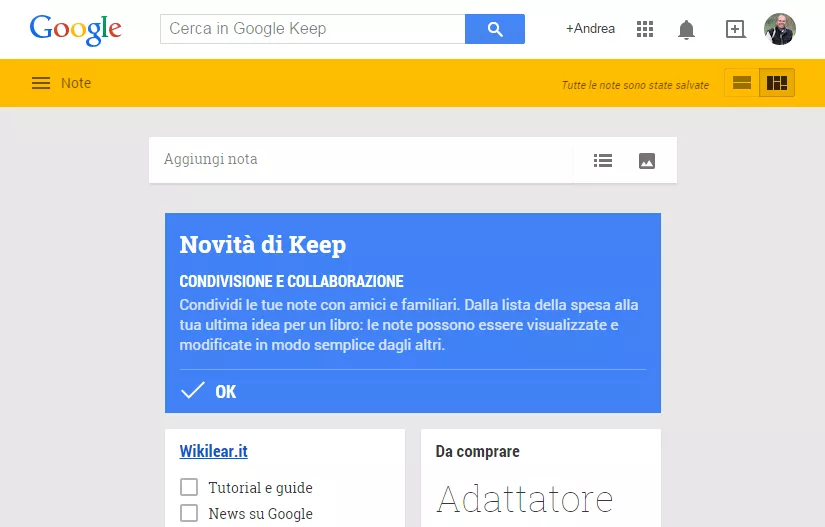 Google
Cerca in Google Keep
+Andrea
Note
Tutte le note sono state salvate
Aggiungi nota
Novità di Keep
CONDIVISIONE E COLLABORAZIONE
Condividi le tue note con amici e familiari. Dalla lista della spesa alla
tua ultima idea per un libro: le note possono essere visualizzate e
modificate in modo semplice dagli altri.
OK
Wikilear.it
Tutorial e guide
News su Google
Da comprare
Adattatore